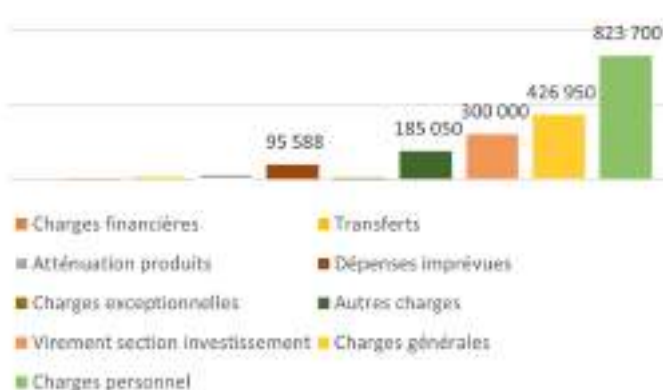 823 700
426 950
300 000
185 050
95 588
Charges financières
Transferts
Atténuation produits
Dépenses imprévues
Charges exceptionnelles
Autres charges
Virement section investissement
Charges générales
Charges personnel